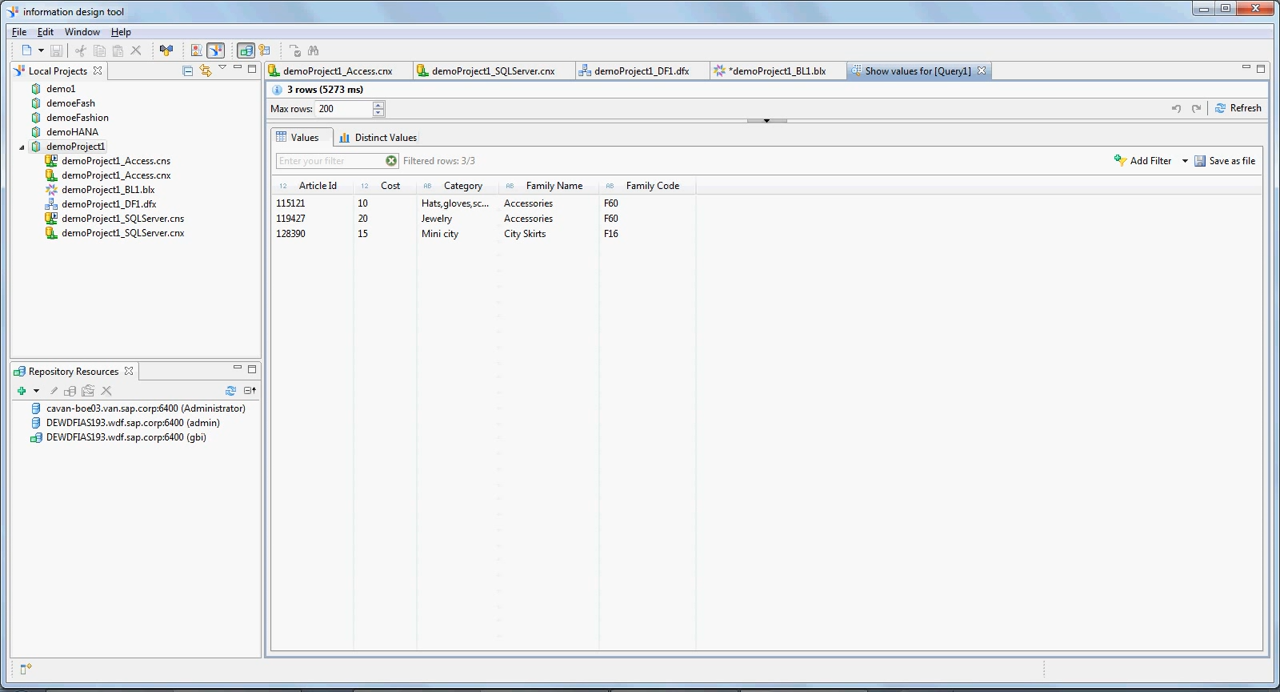 information design tool
File Edit Window Help
Local Projects
demo1
demoeFash
demoeFashion
demoHANA
demoProject1
demoProject1_Access.cns
demoProject1_Access.cnx
demoProject1_BL1.blx
demoProject1_DF1.dfx
demoProject1_SQLServer.cns
demoProject1_SQLServer.cnx
Repository Resources
cavan-boe03.van.sap.corp:6400 (Administrator)
DEWDFIAS193.wdf.sap.corp:6400 (admin)
DEWDFIAS193.wdf.sap.corp:6400 (gbi)
demoProject1_Access.cnx demoProject1_SQLServer.cnx demoProject1_DF1.dfx *demoProject1_BL1.blx Show values for [Query1]
3 rows (5273 ms)
Max rows: 200 Refresh
Values Distinct Values
Enter your filter Filtered rows: 3/3 Add Filter Save as file
12 Article Id 12 Cost AB Category AB Family Name AB Family Code
115121 10 Hats,gloves,sc... Accessories F60
119427 20 Jewelry Accessories F60
128390 15 Mini city City Skirts F16